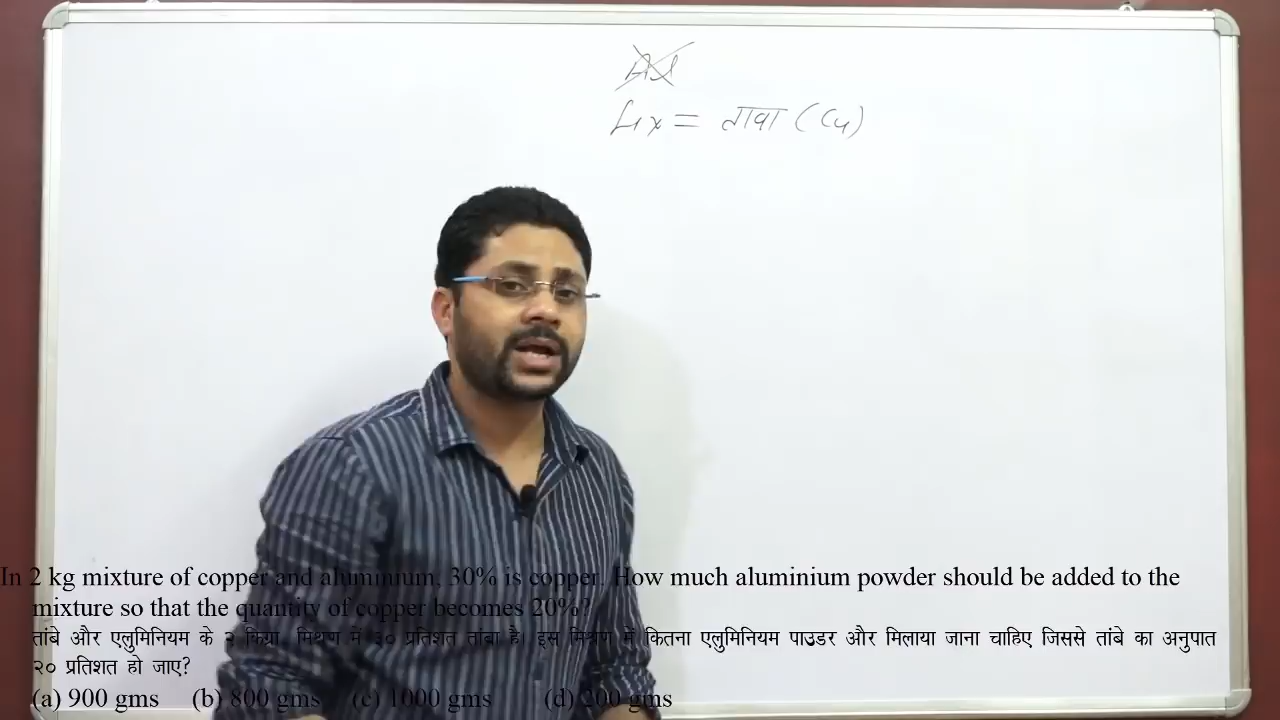 Al
fix = तावा (Cu)
In 2 kg mixture of copper and aluminium, 30% is copper. How much aluminium powder should be added to the
mixture so that the quantity of copper becomes 20%?
तांबे और एलुमिनियम के २ किग्रा. मिश्रण में ३० प्रतिशत तांबा है। इस मिश्रण में कितना एलुमिनियम पाउडर और मिलाया जाना चाहिए जिससे तांबे का अनुपात
२० प्रतिशत हो जाए?
(a) 900 gms (b) 800 gms (c) 1000 gms (d) 200 gms